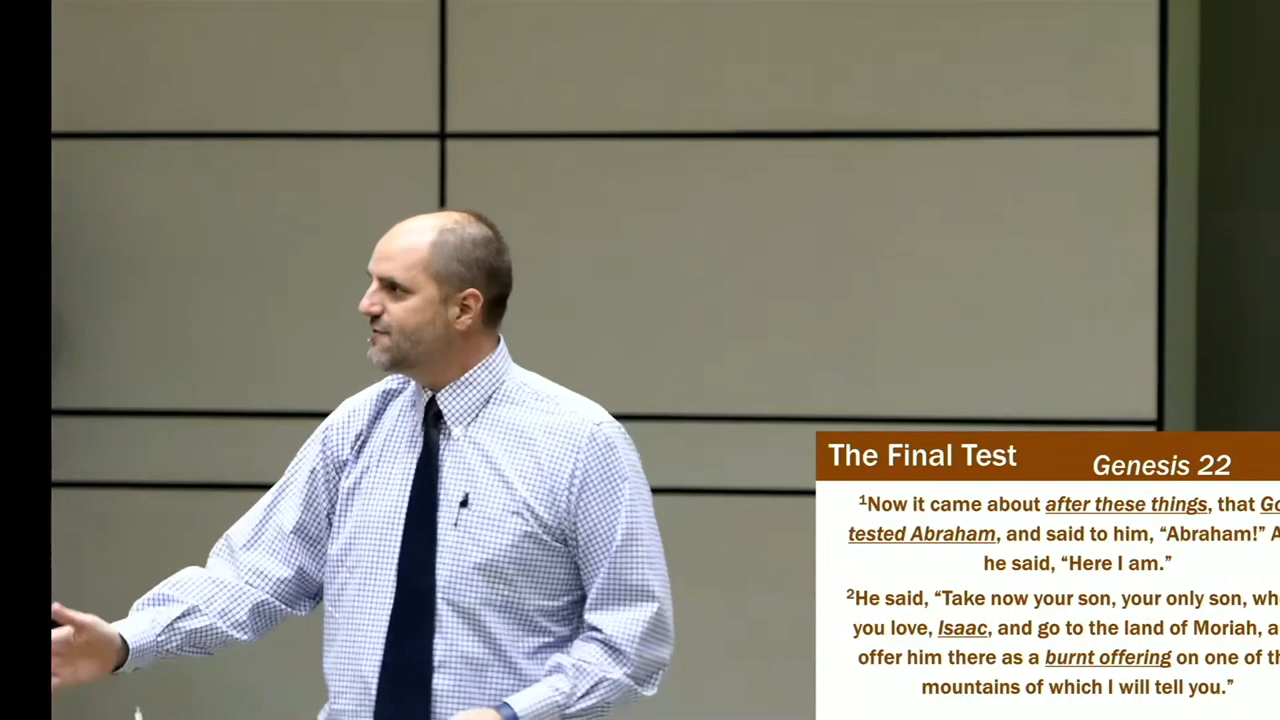 The Final Test
Genesis 22
¹Now it came about after these things, that
tested Abraham, and said to him, “Abraham!”
he said, “Here I am.”
²He said, “Take now your son, your only son,
you love, Isaac, and go to the land of Moriah,
offer him there as a burnt offering on one of
mountains of which I will tell you.”